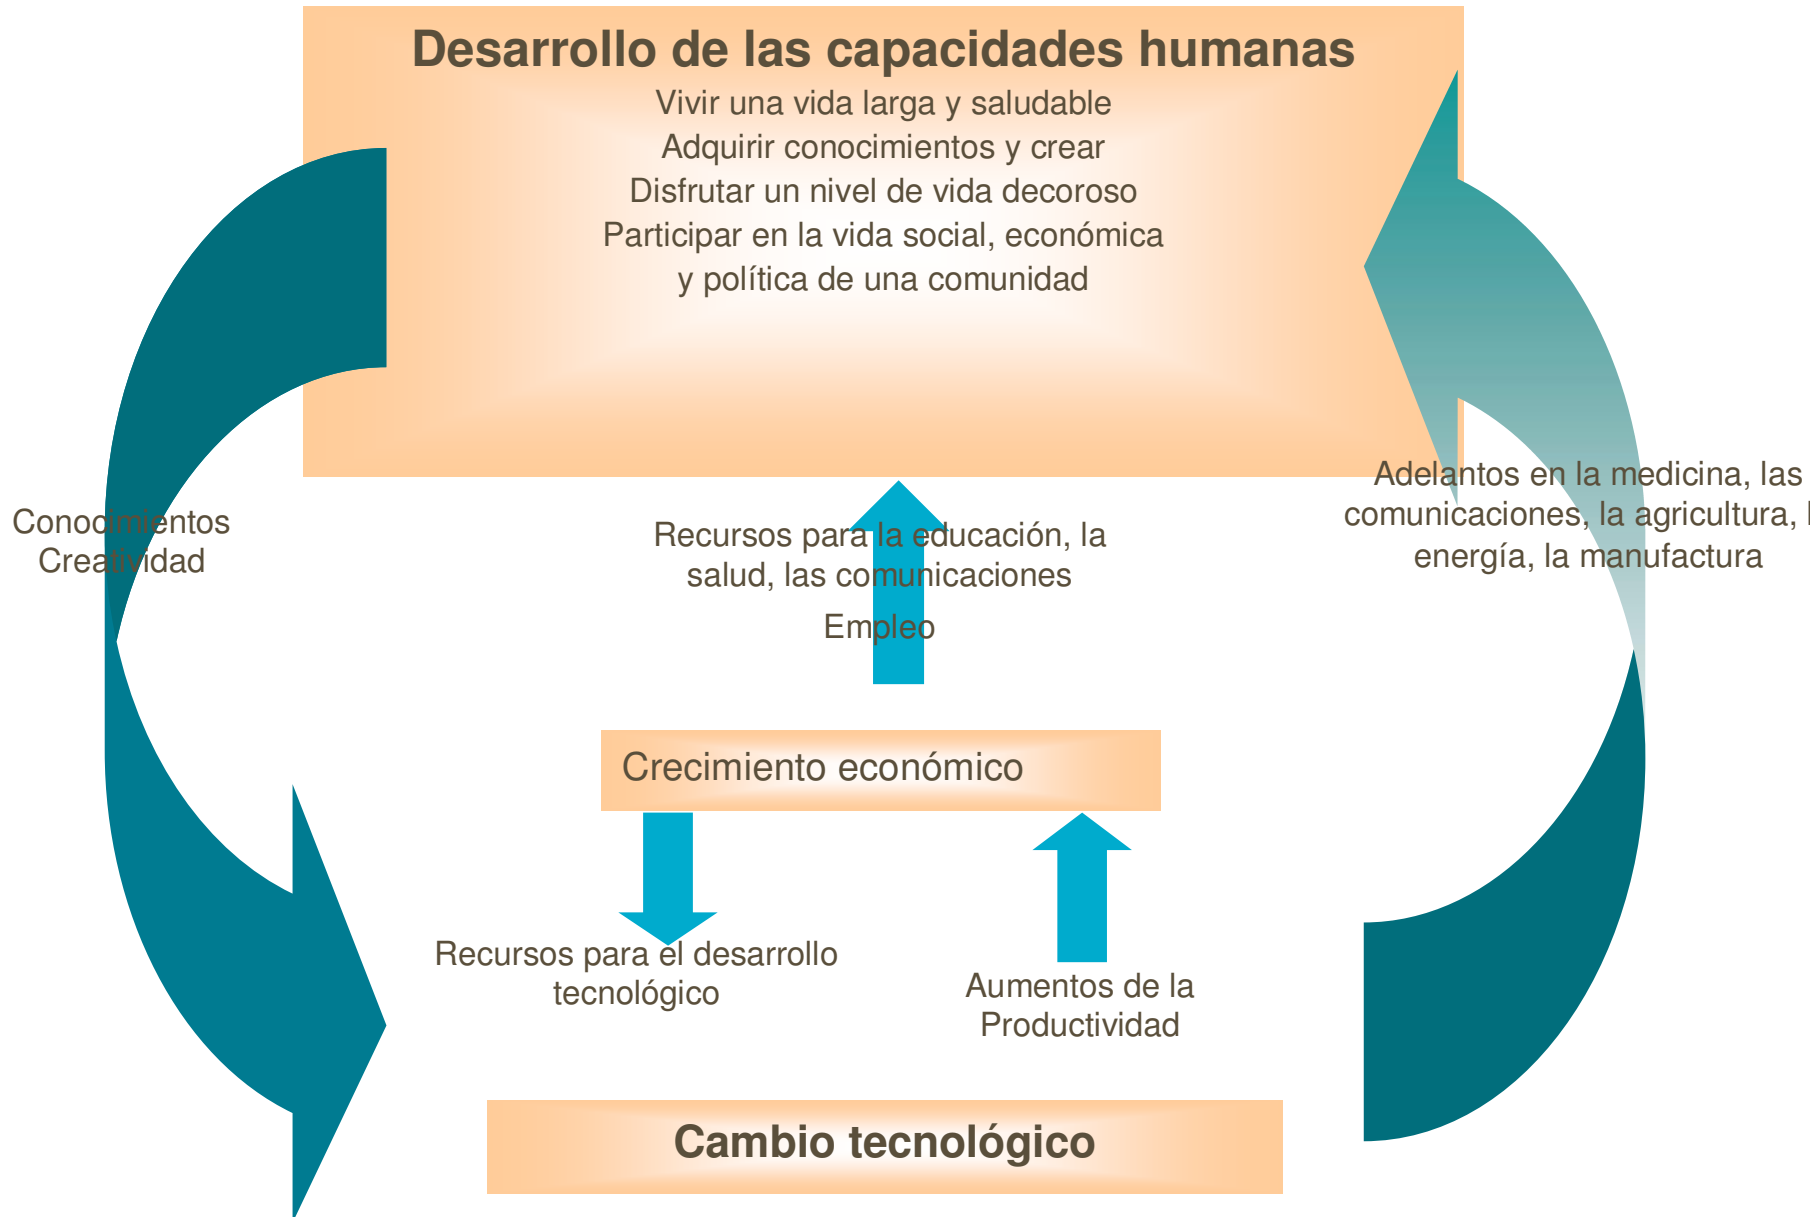 Desarrollo de las capacidades humanas
Vivir una vida larga y saludable
Adquirir conocimientos y crear
Disfrutar un nivel de vida decoroso
Participar en la vida social, económica
y política de una comunidad
Conocimientos
Creatividad
Recursos para la educación, la
salud, las comunicaciones
Empleo
Adelantos en la medicina, las
comunicaciones, la agricultura,
energía, la manufactura
Crecimiento económico
Recursos para el desarrollo
tecnológico
Aumentos de la
Productividad
Cambio tecnológico